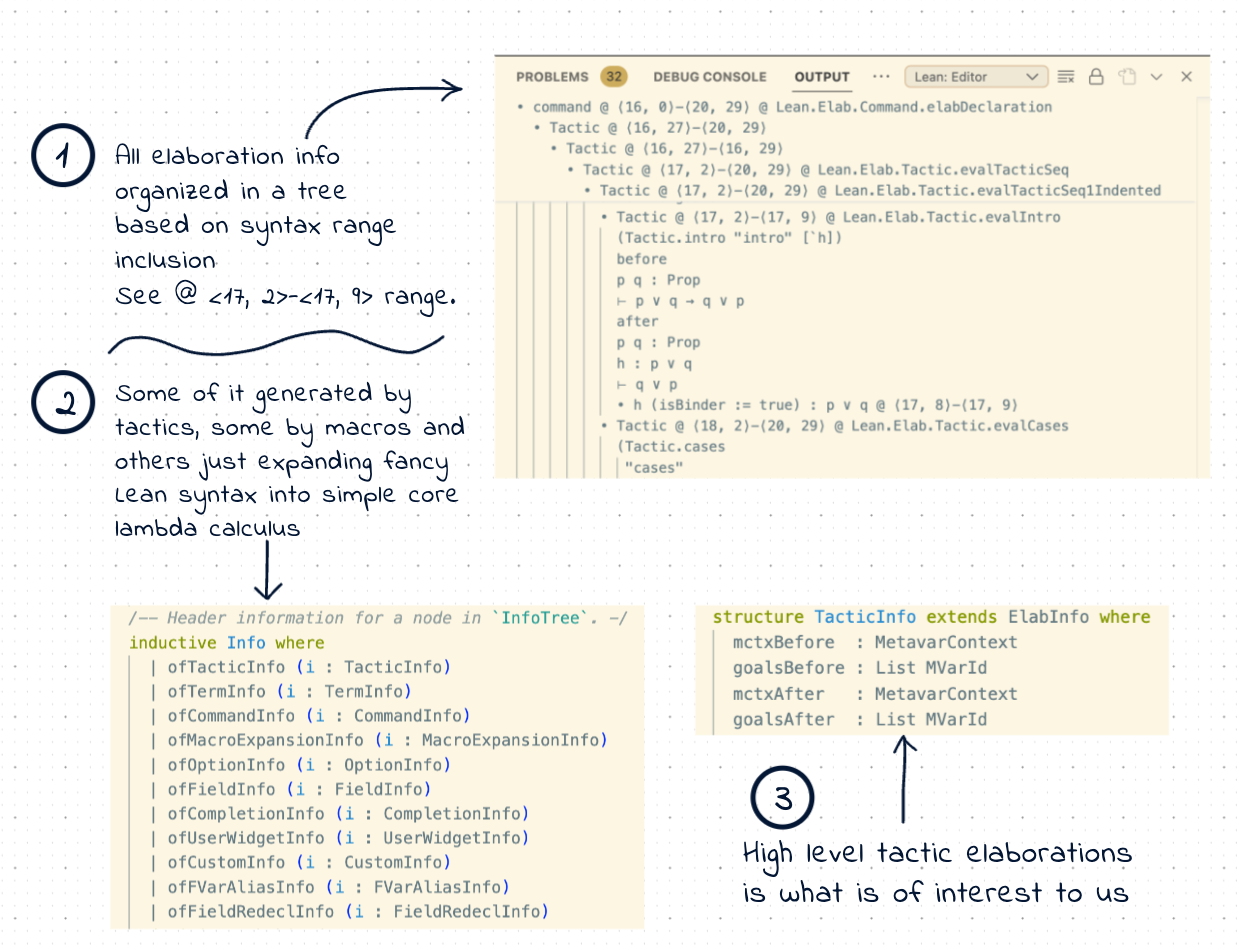 PROBLEMS 32 DEBUG CONSOLE OUTPUT ··· Lean: Editor
• command @ ⟨16, 0⟩-⟨20, 29⟩ @ Lean.Elab.Command.elabDeclaration
• Tactic @ ⟨16, 27⟩-⟨20, 29⟩
• Tactic @ ⟨16, 27⟩-⟨16, 29⟩
• Tactic @ ⟨17, 2⟩-⟨20, 29⟩ @ Lean.Elab.Tactic.evalTacticSeq
• Tactic @ ⟨17, 2⟩-⟨20, 29⟩ @ Lean.Elab.Tactic.evalTacticSeq1Indented
• Tactic @ ⟨17, 2⟩-⟨17, 9⟩ @ Lean.Elab.Tactic.evalIntro
(Tactic.intro "intro" [`h])
before
p q : Prop
⊢ p ∨ q → q ∨ p
after
p q : Prop
h : p ∨ q
⊢ q ∨ p
• h (isBinder := true) : p ∨ q @ ⟨17, 8⟩-⟨17, 9⟩
• Tactic @ ⟨18, 2⟩-⟨20, 29⟩ @ Lean.Elab.Tactic.evalCases
(Tactic.cases
"cases"
1
All elaboration info
organized in a tree
based on syntax range
inclusion
See @ <17, 2>-<17, 9> range.
2
Some of it generated by
tactics, some by macros and
others just expanding fancy
Lean syntax into simple core
lambda calculus
/-- Header information for a node in `InfoTree`. -/
inductive Info where
| ofTacticInfo (i : TacticInfo)
| ofTermInfo (i : TermInfo)
| ofCommandInfo (i : CommandInfo)
| ofMacroExpansionInfo (i : MacroExpansionInfo)
| ofOptionInfo (i : OptionInfo)
| ofFieldInfo (i : FieldInfo)
| ofCompletionInfo (i : CompletionInfo)
| ofUserWidgetInfo (i : UserWidgetInfo)
| ofCustomInfo (i : CustomInfo)
| ofFVarAliasInfo (i : FVarAliasInfo)
| ofFieldRedeclInfo (i : FieldRedeclInfo)
structure TacticInfo extends ElabInfo where
mctxBefore : MetavarContext
goalsBefore : List MVarId
mctxAfter : MetavarContext
goalsAfter : List MVarId
3
High level tactic elaborations
is what is of interest to us